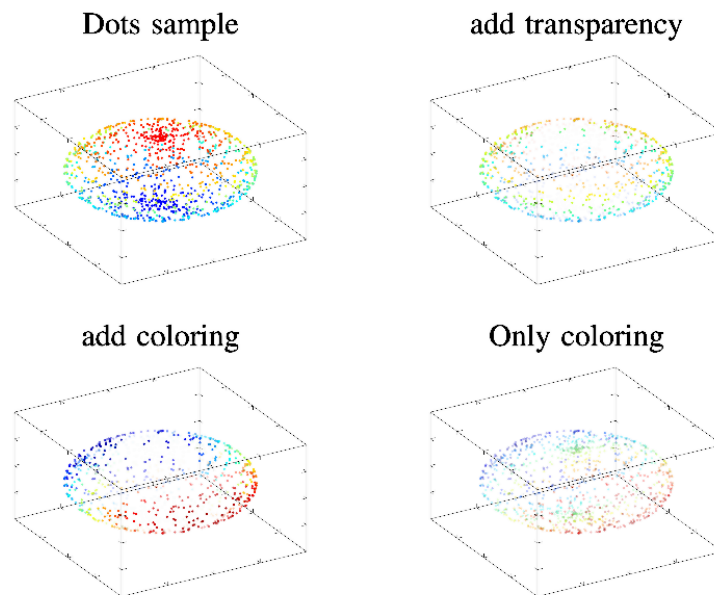 Dots sample
add transparency
add coloring
Only coloring